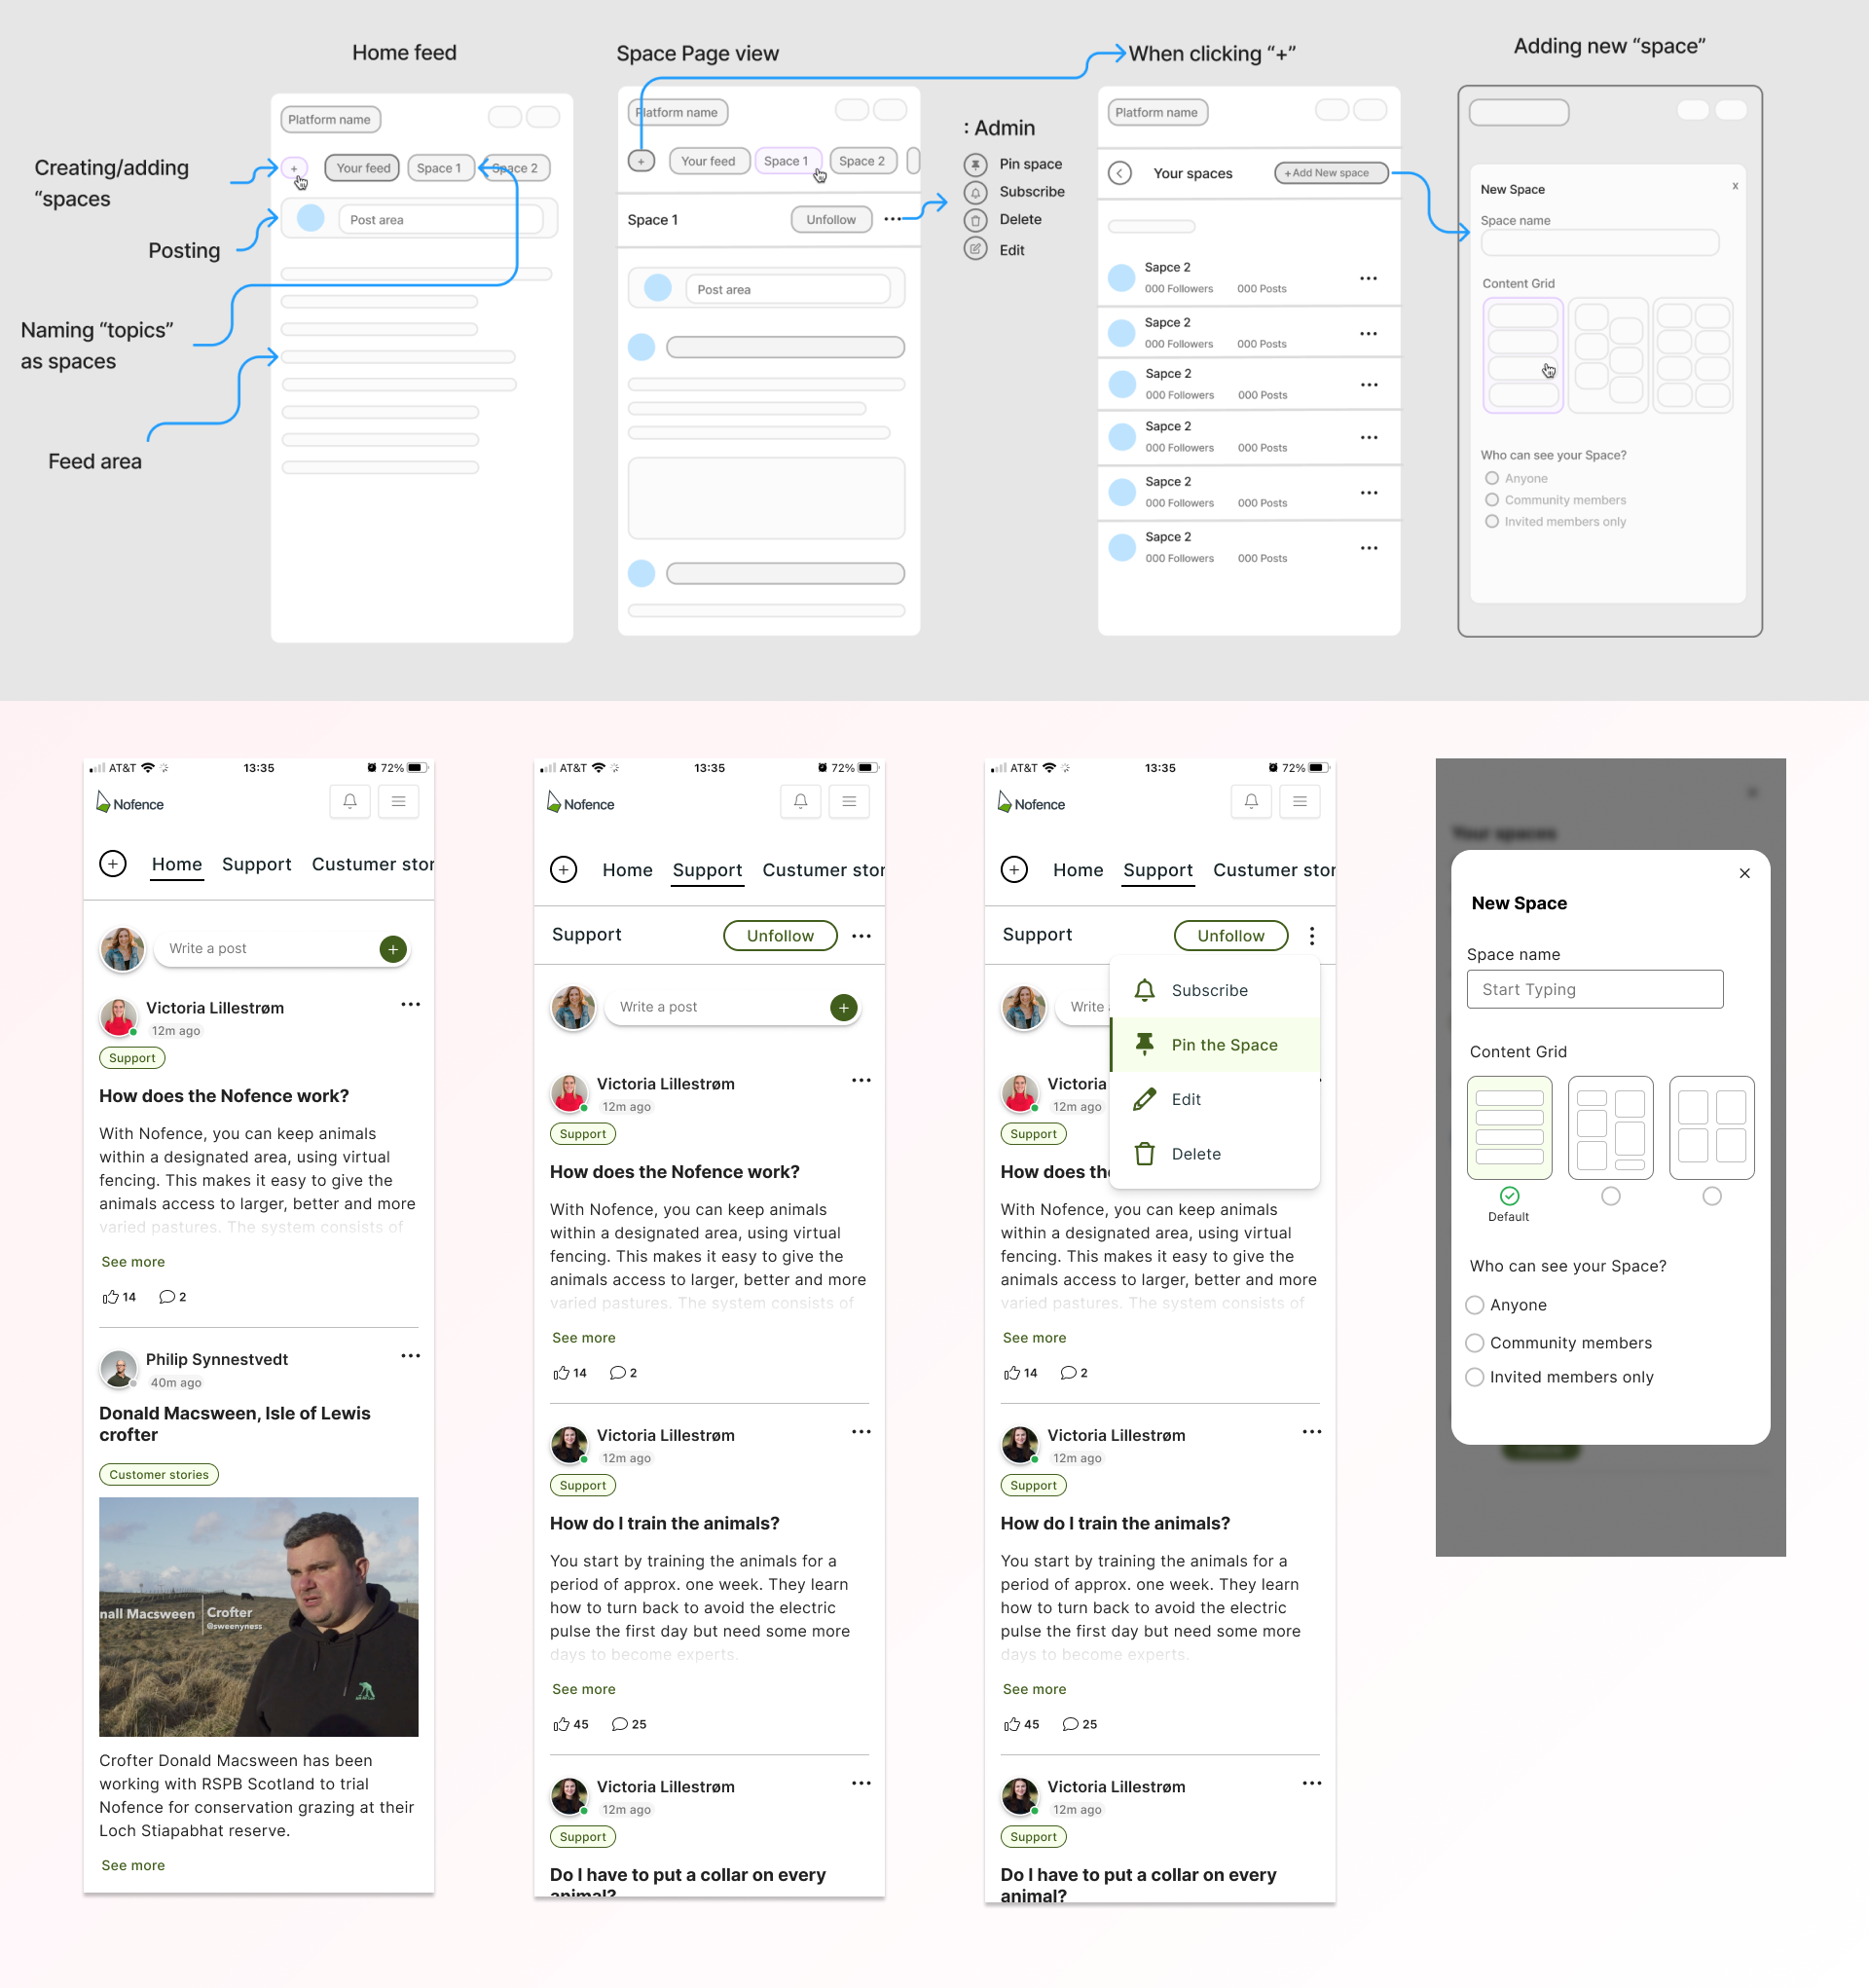 Home feed
Space Page view
When clicking “+”
Adding new “space”
Creating/adding
“spaces
Posting
Naming “topics”
as spaces
Feed area
Platform name
+
Your feed
Space 1
Space 2
Post area
Platform name
+
Your feed
Space 1
Space 2
Space 1
Unfollow
Post area
: Admin
Pin space
Subscribe
Delete
Edit
Platform name
Your spaces
+Add New space
Sapce 2
000 Followers 000 Posts
Sapce 2
000 Followers 000 Posts
Sapce 2
000 Followers 000 Posts
Sapce 2
000 Followers 000 Posts
Sapce 2
000 Followers 000 Posts
Sapce 2
000 Followers 000 Posts
New Space
x
Space name
Content Grid
Who can see your Space?
Anyone
Community members
Invited members only
AT&T 13:35 72%
Nofence
Home Support Custumer stor
Write a post
Victoria Lillestrøm
12m ago
Support
How does the Nofence work?
With Nofence, you can keep animals
within a designated area, using virtual
fencing. This makes it easy to give the
animals access to larger, better and more
varied pastures. The system consists of
See more
14 2
Philip Synnestvedt
40m ago
Donald Macsween, Isle of Lewis
crofter
Customer stories
nall Macsween
Crofter
@sweenyness
Crofter Donald Macsween has been
working with RSPB Scotland to trial
Nofence for conservation grazing at their
Loch Stiapabhat reserve.
See more
AT&T 13:35 72%
Nofence
Home Support Custumer stor
Support
Unfollow
Write a post
Victoria Lillestrøm
12m ago
Support
How does the Nofence work?
With Nofence, you can keep animals
within a designated area, using virtual
fencing. This makes it easy to give the
animals access to larger, better and more
varied pastures. The system consists of
See more
14 2
Victoria Lillestrøm
12m ago
Support
How do I train the animals?
You start by training the animals for a
period of approx. one week. They learn
how to turn back to avoid the electric
pulse the first day but need some more
days to become experts.
See more
45 25
Victoria Lillestrøm
12m ago
Support
Do I have to put a collar on every
animal?
AT&T 13:35 72%
Nofence
Home Support Custumer stor
Support
Unfollow
Write a
Subscribe
Pin the Space
Edit
Delete
Victoria
12m ago
Support
How does th
With Nofence, you can keep animals
within a designated area, using virtual
fencing. This makes it easy to give the
animals access to larger, better and more
varied pastures. The system consists of
See more
14 2
Victoria Lillestrøm
12m ago
Support
How do I train the animals?
You start by training the animals for a
period of approx. one week. They learn
how to turn back to avoid the electric
pulse the first day but need some more
days to become experts.
See more
45 25
Victoria Lillestrøm
12m ago
Support
Do I have to put a collar on every
animal?
Your spaces
New Space
Space name
Start Typing
Content Grid
Default
Who can see your Space?
Anyone
Community members
Invited members only